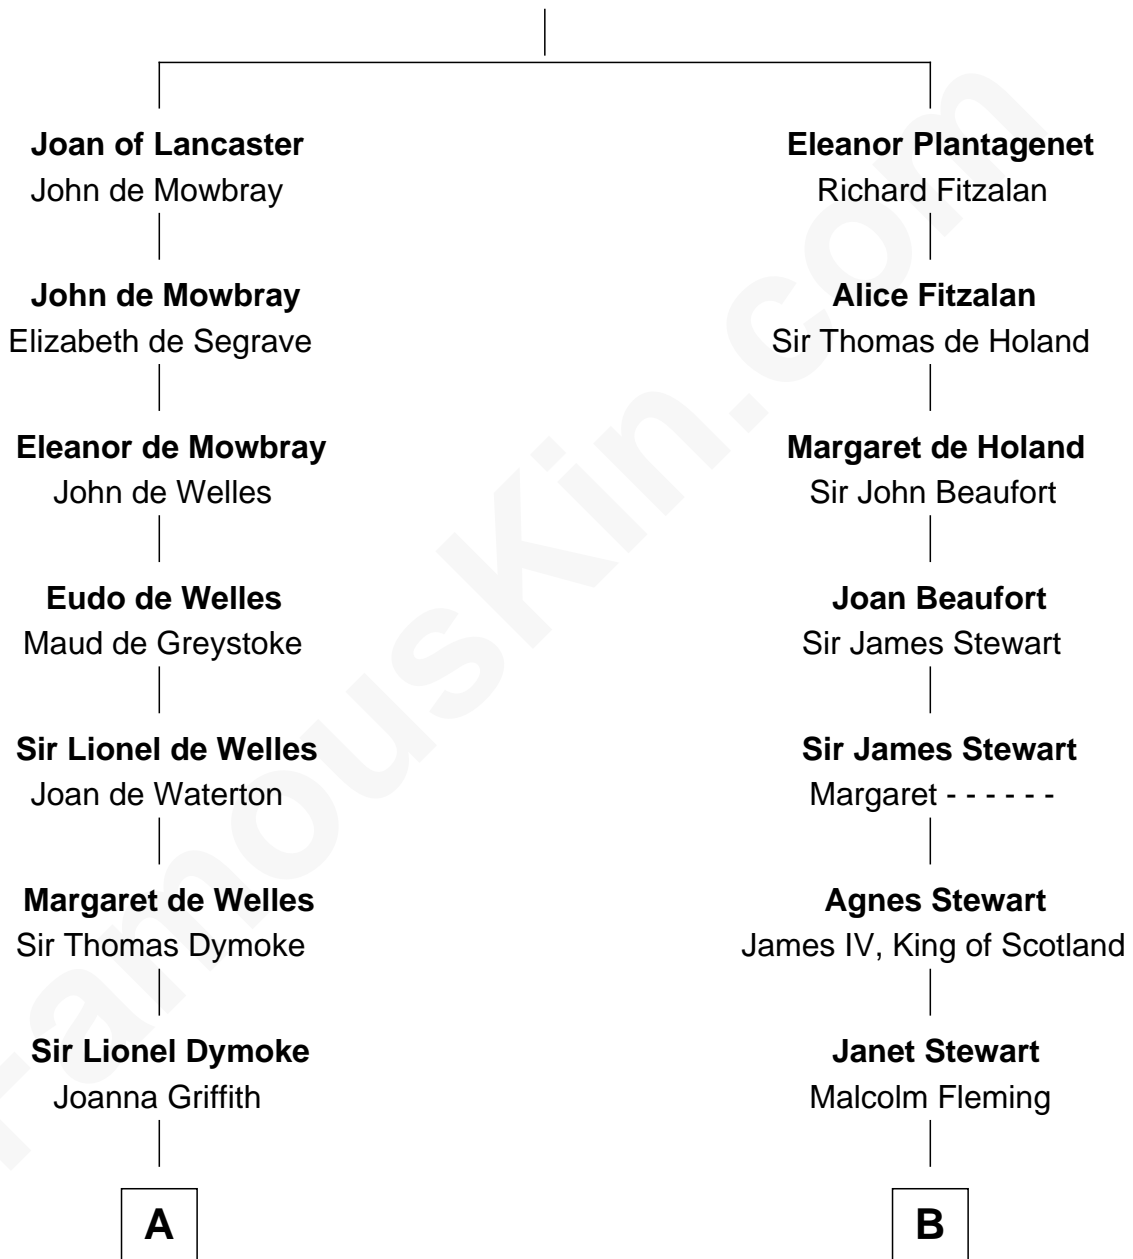 Joan of Lancaster
John de Mowbray
John de Mowbray
Elizabeth de Segrave
Eleanor de Mowbray
John de Welles
Eudo de Welles
Maud de Greystoke
Sir Lionel de Welles
Joan de Waterton
Margaret de Welles
Sir Thomas Dymoke
Sir Lionel Dymoke
Joanna Griffith
A
Eleanor Plantagenet
Richard Fitzalan
Alice Fitzalan
Sir Thomas de Holand
Margaret de Holand
Sir John Beaufort
Joan Beaufort
Sir James Stewart
Sir James Stewart
Margaret - - - - - -
Agnes Stewart
James IV, King of Scotland
Janet Stewart
Malcolm Fleming
B
FamousKin.com